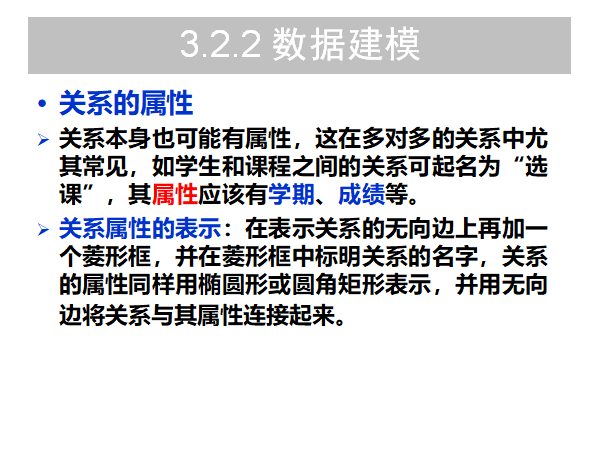 3.2.2 数据建模
• 关系的属性
➢ 关系本身也可能有属性，这在多对多的关系中尤
其常见，如学生和课程之间的关系可起名为“选
课”，其属性应该有学期、成绩等。
➢ 关系属性的表示：在表示关系的无向边上再加一
个菱形框，并在菱形框中标明关系的名字，关系
的属性同样用椭圆形或圆角矩形表示，并用无向
边将关系与其属性连接起来。